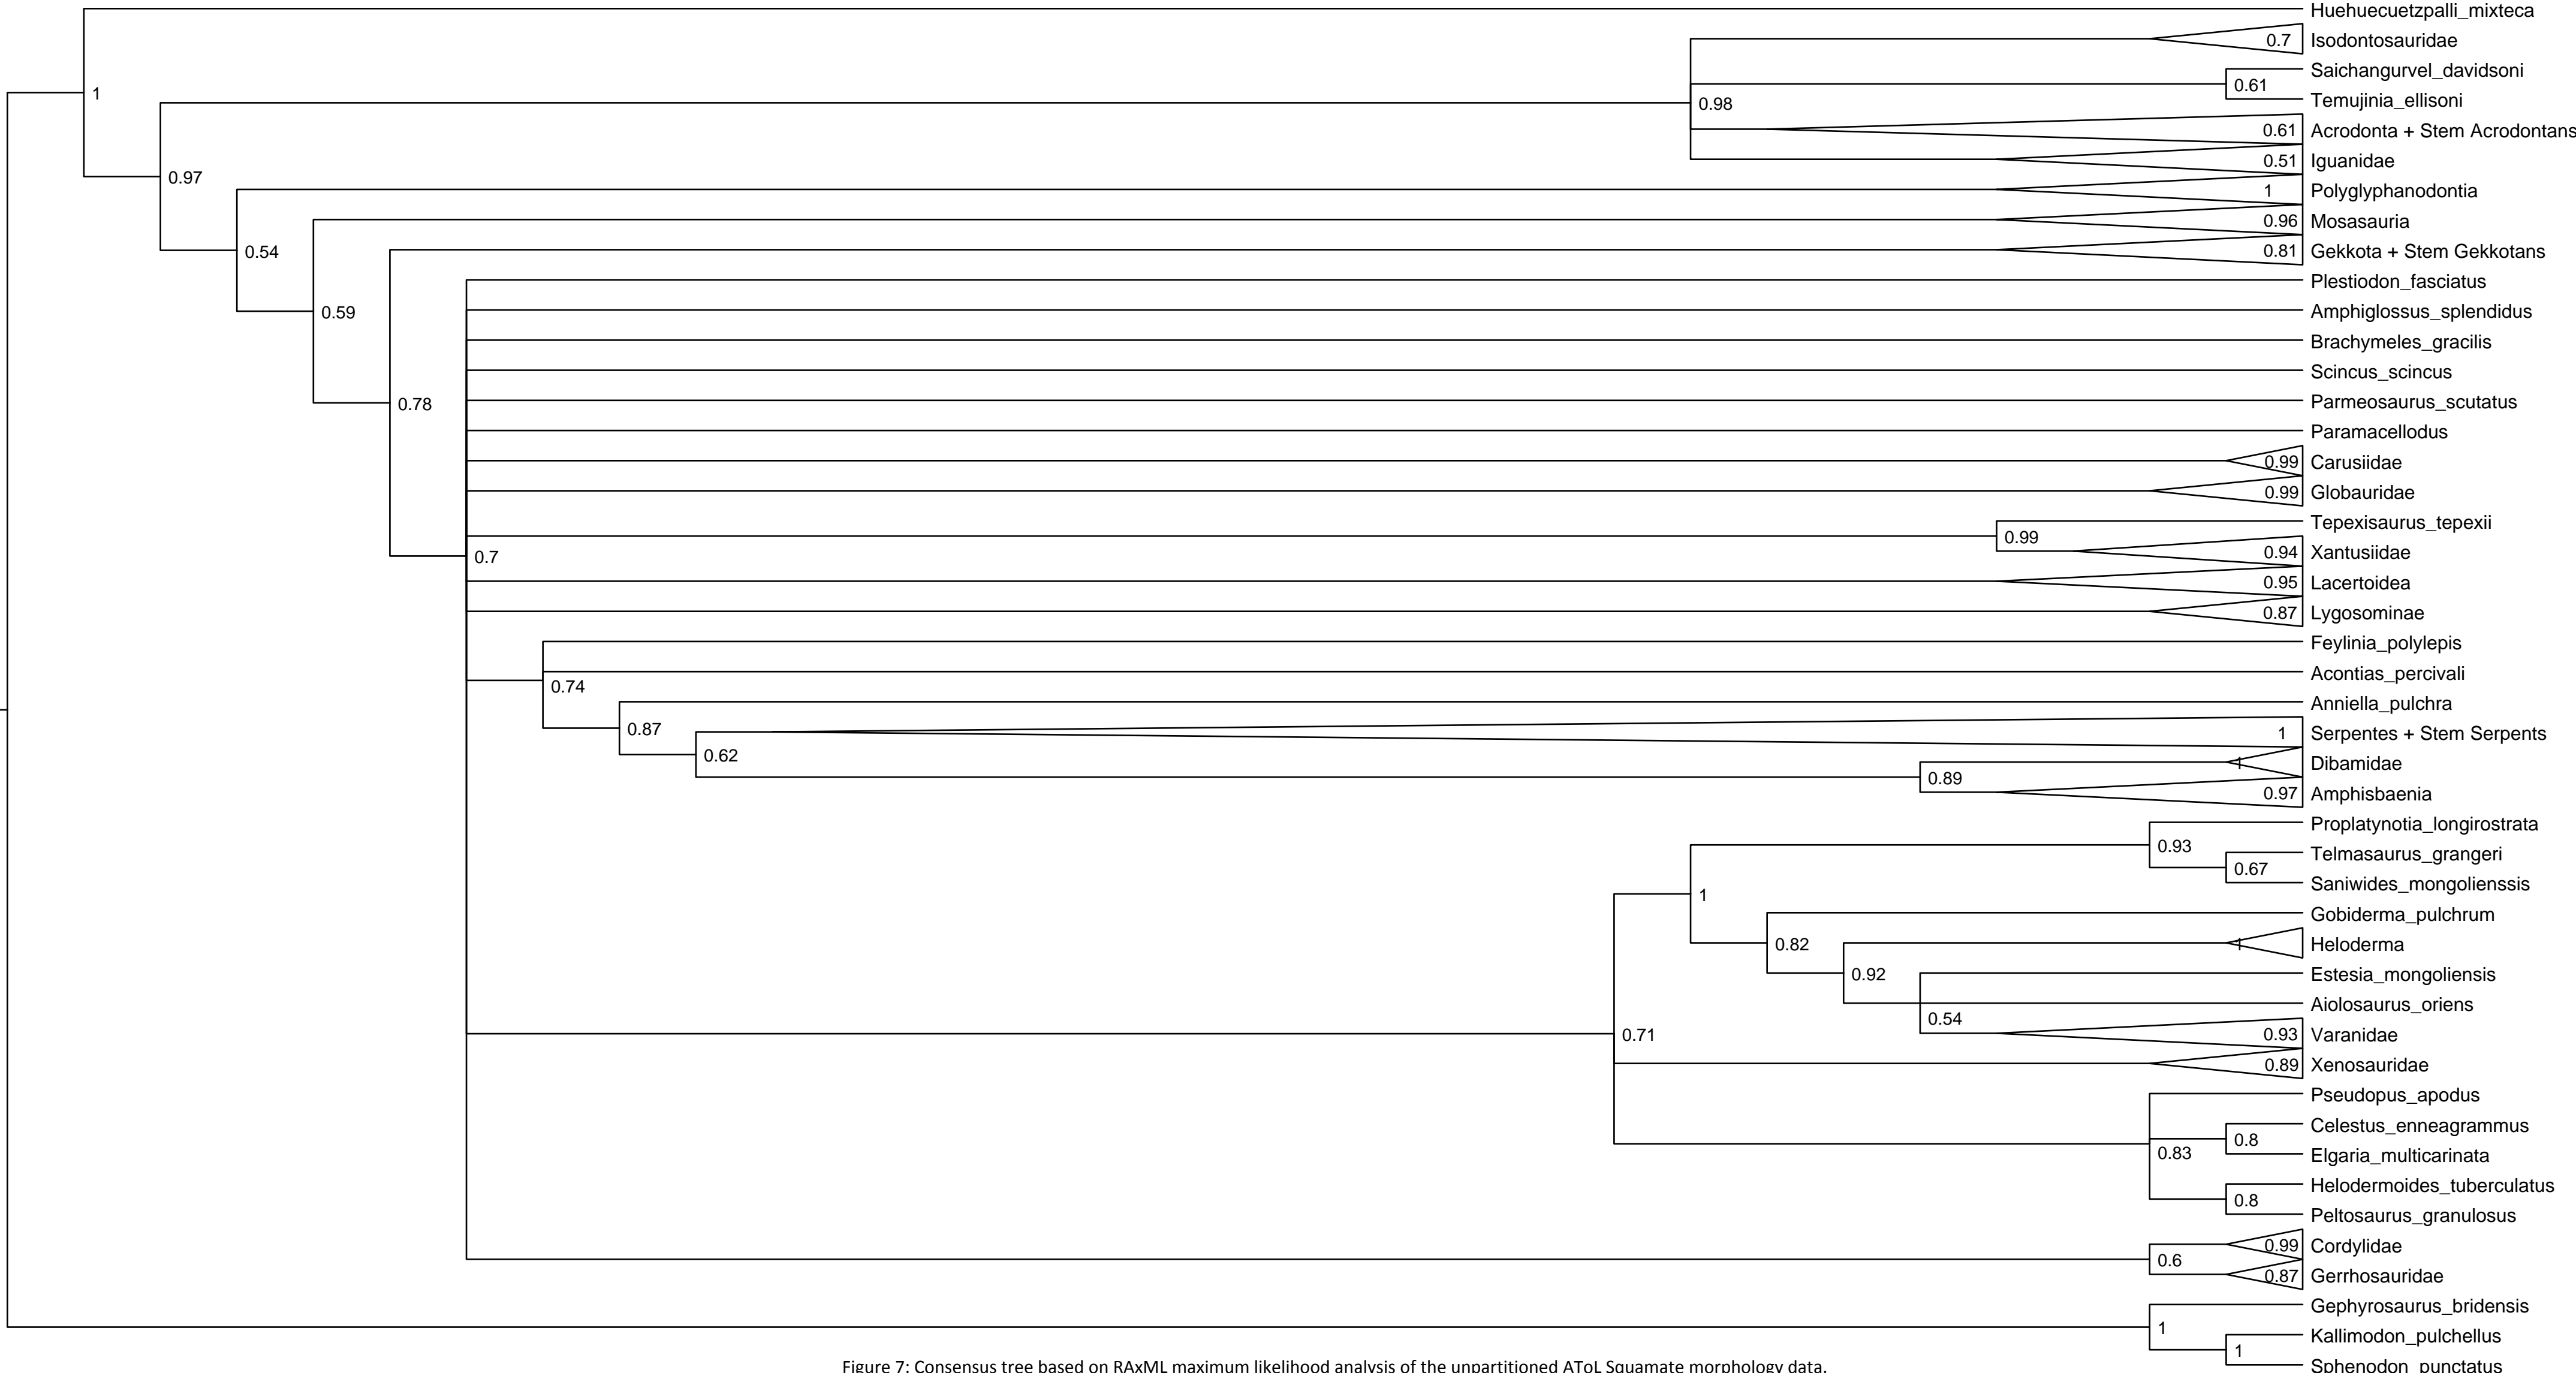 Huehuecuetzpalli_mixteca
0.7 Isodontosauridae
Saichangurvel_davidsoni
0.61
Temujinia_ellisoni
1
0.98
0.61 Acrodonta + Stem Acrodontans
0.51 Iguanidae
0.97
1 Polyglyphanodontia
0.96 Mosasauria
0.54
0.81 Gekkota + Stem Gekkotans
Plestiodon_fasciatus
0.59
Amphiglossus_splendidus
Brachymeles_gracilis
Scincus_scincus
0.78
Parmeosaurus_scutatus
Paramacellodus
0.99 Carusiidae
0.99 Globauridae
Tepexisaurus_tepexii
0.99
0.7
0.94 Xantusiidae
0.95 Lacertoidea
0.87 Lygosominae
Feylinia_polylepis
Acontias_percivali
0.74
Anniella_pulchra
0.87
1 Serpentes + Stem Serpents
0.62
1 Dibamidae
0.89
0.97 Amphisbaenia
Proplatynotia_longirostrata
0.93
Telmasaurus_grangeri
0.67
Saniwides_mongolienssis
1
Gobiderma_pulchrum
0.82
1 Heloderma
0.92
Estesia_mongoliensis
Aiolosaurus_oriens
0.54
0.71
0.93 Varanidae
0.89 Xenosauridae
Pseudopus_apodus
Celestus_enneagrammus
0.8
0.83
Elgaria_multicarinata
Helodermoides_tuberculatus
0.8
Peltosaurus_granulosus
0.99 Cordylidae
0.6
0.87 Gerrhosauridae
Gephyrosaurus_bridensis
1
Kallimodon_pulchellus
1
Sphenodon_punctatus
Figure 7: Consensus tree based on RAxML maximum likelihood analysis of the unpartitioned AToL Squamate morphology data.